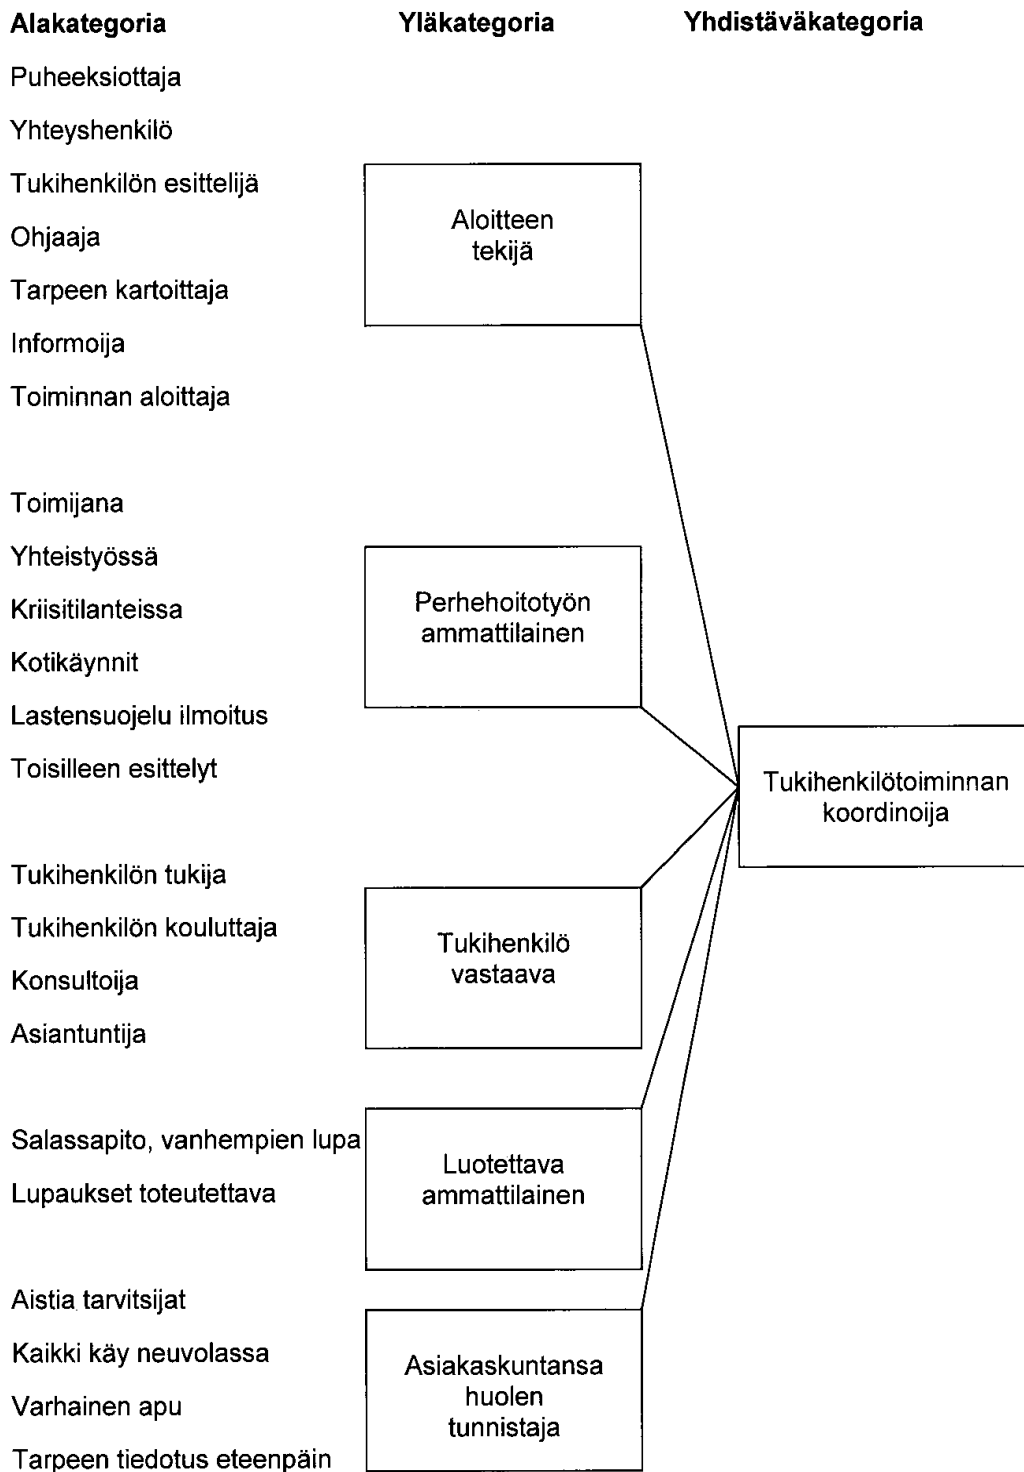 Alakategoria Yläkategoria Yhdistäväkategoria
Puheeksiottaja
Yhteyshenkilö
Tukihenkilön esittelijä
Ohjaaja
Tarpeen kartoittaja
Informoija
Toiminnan aloittaja
Aloitteen
tekijä
Toimijana
Yhteistyössä
Kriisitilanteissa
Kotikäynnit
Lastensuojelu ilmoitus
Toisilleen esittelyt
Perhehoitotyön
ammattilainen
Tukihenkilön tukija
Tukihenkilön kouluttaja
Konsultoija
Asiantuntija
Tukihenkilö
vastaava
Salassapito, vanhempien lupa
Lupaukset toteutettava
Luotettava
ammattilainen
Aistia tarvitsijat
Kaikki käy neuvolassa
Varhainen apu
Tarpeen tiedotus eteenpäin
Asiakaskuntansa
huolen
tunnistaja
Tukihenkilötoiminnan
koordinoija